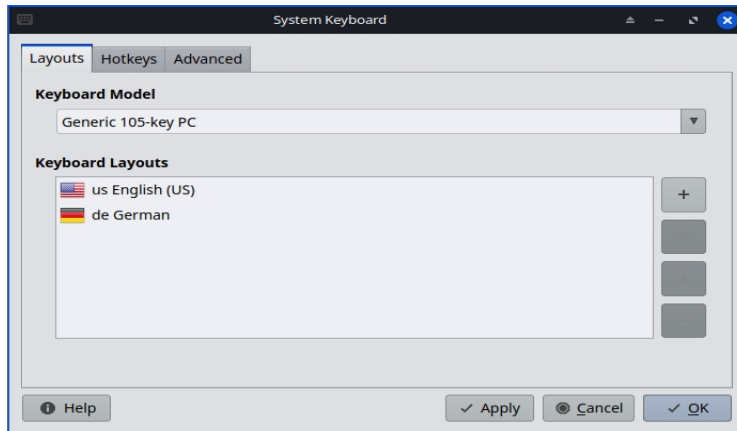 System Keyboard
Layouts Hotkeys Advanced
Keyboard Model
Generic 105-key PC
Keyboard Layouts
us English (US)
de German
+
Help Apply Cancel OK